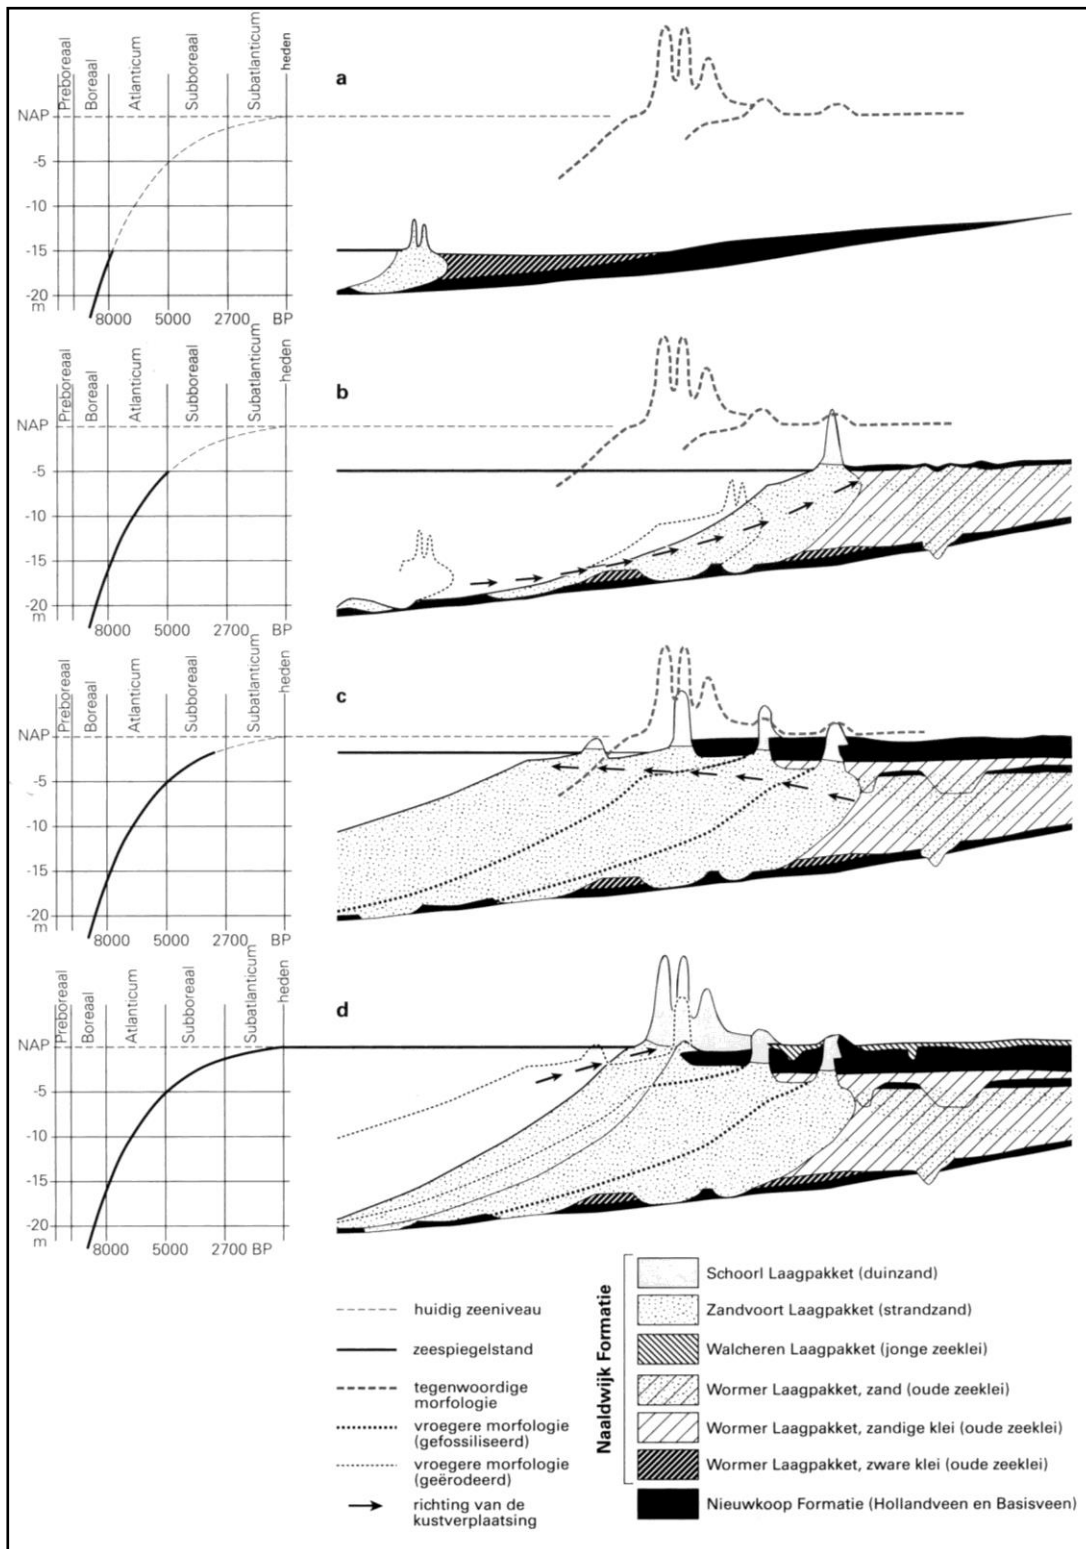 Preboreaal
Boreaal
Atlanticum
Subboreaal
Subatlanticum
heden
a
NAP
-5
-10
-15
-20
m
8000
5000
2700
BP
Preboreaal
Boreaal
Atlanticum
Subboreaal
Subatlanticum
heden
b
NAP
-5
-10
-15
-20
m
8000
5000
2700
BP
Preboreaal
Boreaal
Atlanticum
Subboreaal
Subatlanticum
heden
c
NAP
-5
-10
-15
-20
m
8000
5000
2700
BP
Preboreaal
Boreaal
Atlanticum
Subboreaal
Subatlanticum
heden
d
NAP
-5
-10
-15
-20
m
8000
5000
2700 BP
huidig zeeniveau
zeespiegelstand
tegenwoordige
morfologie
vroegere morfologie
(gefossiliseerd)
vroegere morfologie
(geërodeerd)
richting van de
kustverplaatsing
Naaldwijk Formatie
Schoorl Laagpakket (duinzand)
Zandvoort Laagpakket (strandzand)
Walcheren Laagpakket (jonge zeeklei)
Wormer Laagpakket, zand (oude zeeklei)
Wormer Laagpakket, zandige klei (oude zeeklei)
Wormer Laagpakket, zware klei (oude zeeklei)
Nieuwkoop Formatie (Hollandveen en Basisveen)